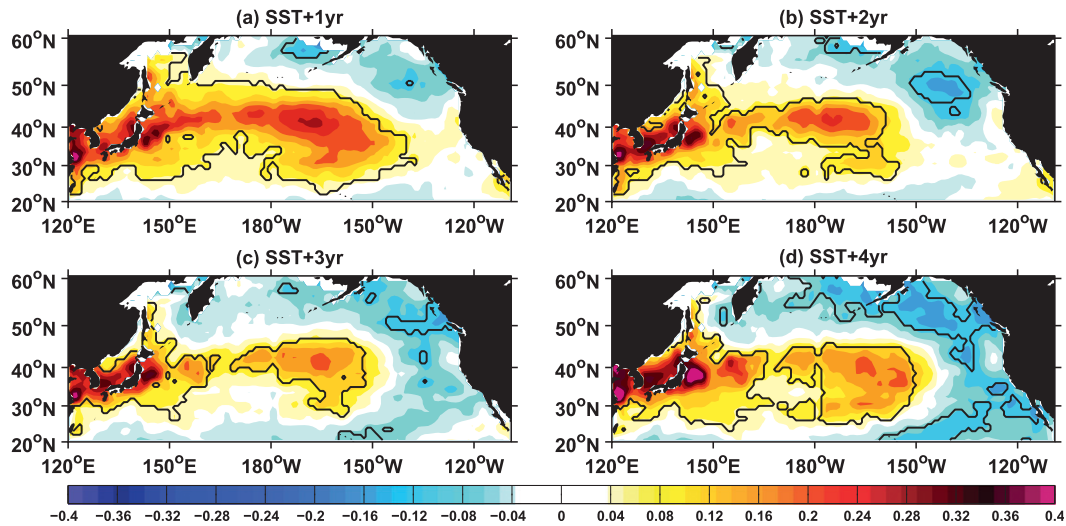 (a) SST+1yr
60°N
50°N
40°N
30°N
20°N
120°E 150°E 180°W 150°W 120°W
(b) SST+2yr
60°N
50°N
40°N
30°N
20°N
120°E 150°E 180°W 150°W 120°W
(c) SST+3yr
60°N
50°N
40°N
30°N
20°N
120°E 150°E 180°W 150°W 120°W
(d) SST+4yr
60°N
50°N
40°N
30°N
20°N
120°E 150°E 180°W 150°W 120°W
−0.4 −0.36 −0.32 −0.28 −0.24 −0.2 −0.16 −0.12 −0.08 −0.04 0 0.04 0.08 0.12 0.16 0.2 0.24 0.28 0.32 0.36 0.4